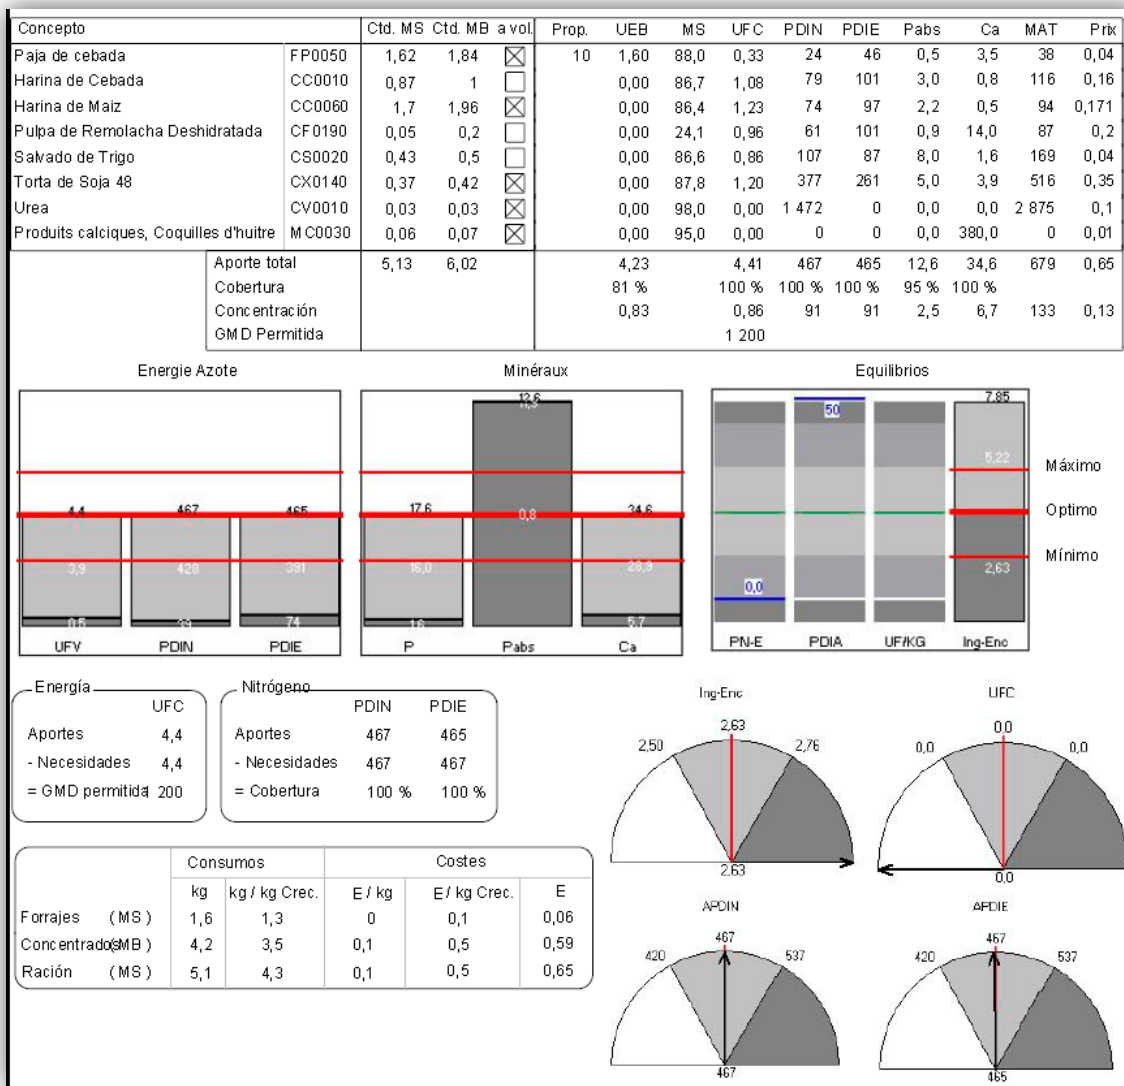 Concepto Ctd. MS Ctd. MB a vol. Prop. UEB MS UFC PDIN PDIE Pabs Ca MAT Prix
Paja de cebada FP0050 1,62 1,84 10 1,60 88,0 0,33 24 46 0,5 3,5 38 0,04
Harina de Cebada CC0010 0,87 1 0,00 86,7 1,08 79 101 3,0 0,8 116 0,16
Harina de Maiz CC0060 1,7 1,96 0,00 86,4 1,23 74 97 2,2 0,5 94 0,171
Pulpa de Remolacha Deshidratada CF0190 0,05 0,2 0,00 24,1 0,96 61 101 0,9 14,0 87 0,2
Salvado de Trigo CS0020 0,43 0,5 0,00 86,6 0,86 107 87 8,0 1,6 169 0,04
Torta de Soja 48 CX0140 0,37 0,42 0,00 87,8 1,20 377 261 5,0 3,9 516 0,35
Urea CV0010 0,03 0,03 0,00 98,0 0,00 1 472 0 0,0 0,0 2 875 0,1
Produits calciques, Coquilles d'huitre MC0030 0,06 0,07 0,00 95,0 0,00 0 0 0,0 380,0 0 0,01
Aporte total 5,13 6,02 4,23 4,41 467 465 12,6 34,6 679 0,65
Cobertura 81 % 100 % 100 % 100 % 95 % 100 %
Concentración 0,83 0,86 91 91 2,5 6,7 133 0,13
GMD Permitida 1 200
Energie Azote Minéraux Equilibrios
12,6 7,85
50
5,22 Máximo
4,4 467 465 17,6 0,8 34,6 Optimo
3,9 428 391 16,0 28,9 2,63 Mínimo
0,0
0,5 33 74 1,6 5,7
UFV PDIN PDIE P Pabs Ca PN-E PDIA UF/KG Ing-Enc
Energía Nitrógeno
UFC PDIN PDIE
Aportes 4,4 Aportes 467 465
- Necesidades 4,4 - Necesidades 467 467
= GMD permitida 200 = Cobertura 100 % 100 %
Ing-Enc UFC
2,63 0,0
2,50 2,76 0,0 0,0
2,63 0,0
Consumos Costes
kg kg / kg Crec. E / kg E / kg Crec. E
Forrajes (MS) 1,6 1,3 0 0,1 0,06
Concentrados(MB) 4,2 3,5 0,1 0,5 0,59
Ración (MS) 5,1 4,3 0,1 0,5 0,65
APDIN APDIE
467 467
420 537 420 537
467 465